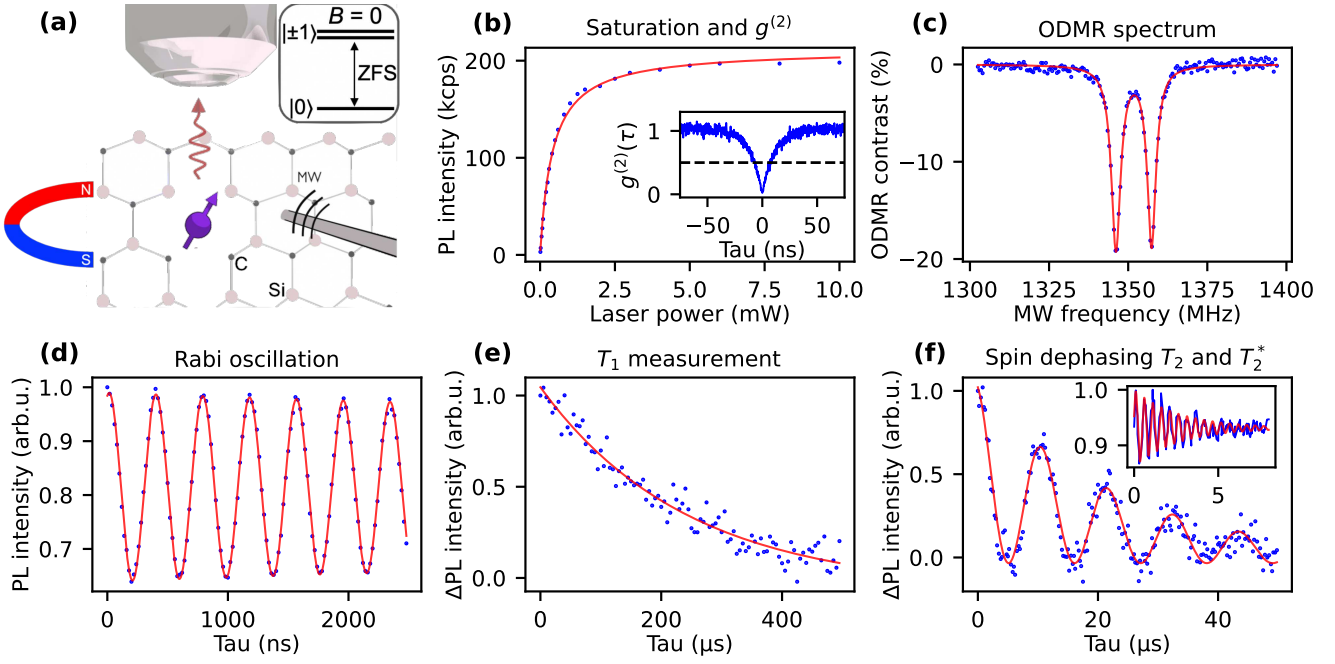 (a)
B = 0
|±1⟩
ZFS
|0⟩
N
S
MW
C
Si
(b)
Saturation and g(2)
PL intensity (kcps)
200
100
0
0.0 2.5 5.0 7.5 10.0
Laser power (mW)
g(2)(τ)
1
0
−50 0 50
Tau (ns)
(c)
ODMR spectrum
ODMR contrast (%)
0
−10
−20
1300 1325 1350 1375 1400
MW frequency (MHz)
(d)
Rabi oscillation
PL intensity (arb.u.)
1.0
0.9
0.8
0.7
0 1000 2000
Tau (ns)
(e)
T1 measurement
ΔPL intensity (arb.u.)
1.0
0.5
0.0
0 200 400
Tau (μs)
(f)
Spin dephasing T2 and T2*
ΔPL intensity (arb.u.)
1.0
0.5
0.0
0 20 40
Tau (μs)
1.0
0.9
0 5